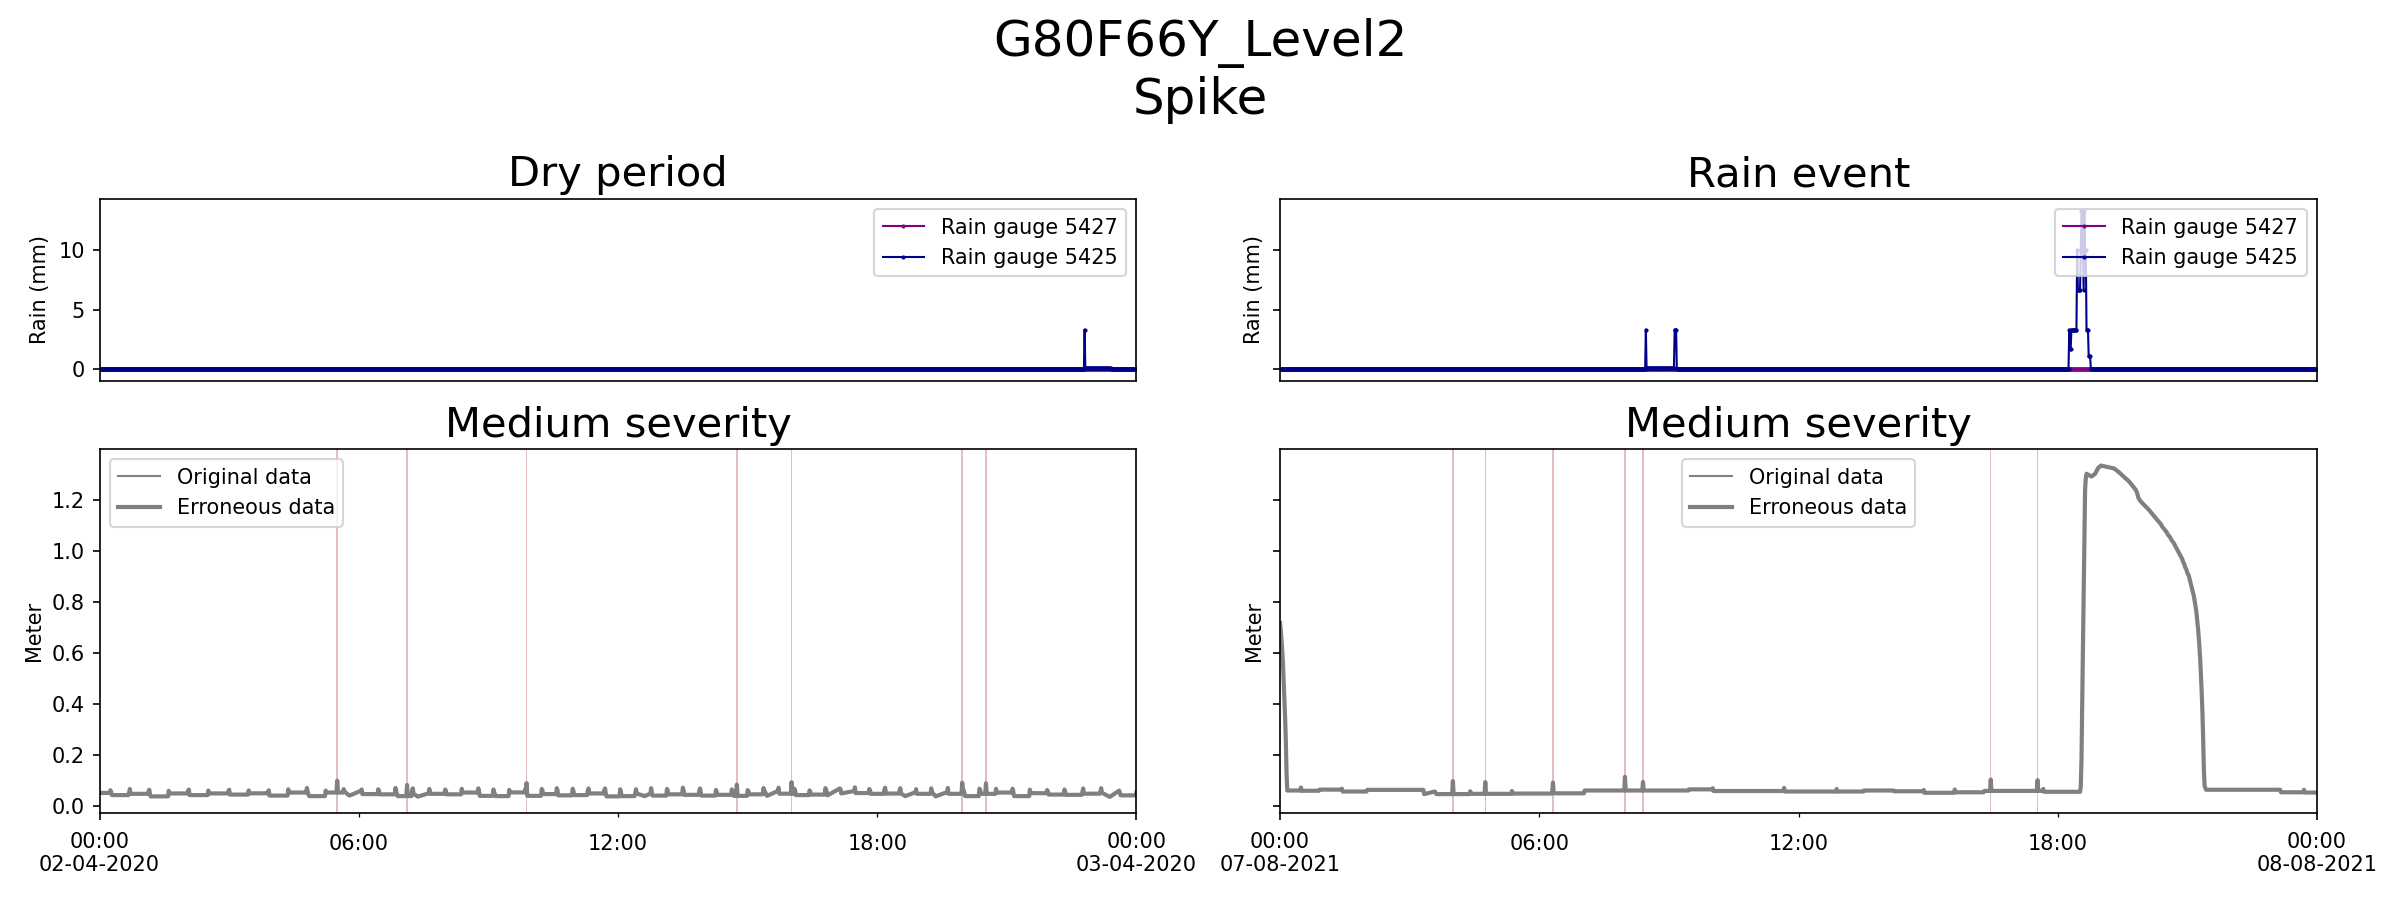 G80F66Y_Level2
Spike
Dry period
Rain event
Rain (mm)
10
5
0
Rain gauge 5427
Rain gauge 5425
Rain (mm)
Rain gauge 5427
Rain gauge 5425
Medium severity
Medium severity
Meter
1.2
1.0
0.8
0.6
0.4
0.2
0.0
Original data
Erroneous data
Meter
Original data
Erroneous data
00:00
02-04-2020
06:00
12:00
18:00
00:00
03-04-2020
00:00
07-08-2021
06:00
12:00
18:00
00:00
08-08-2021